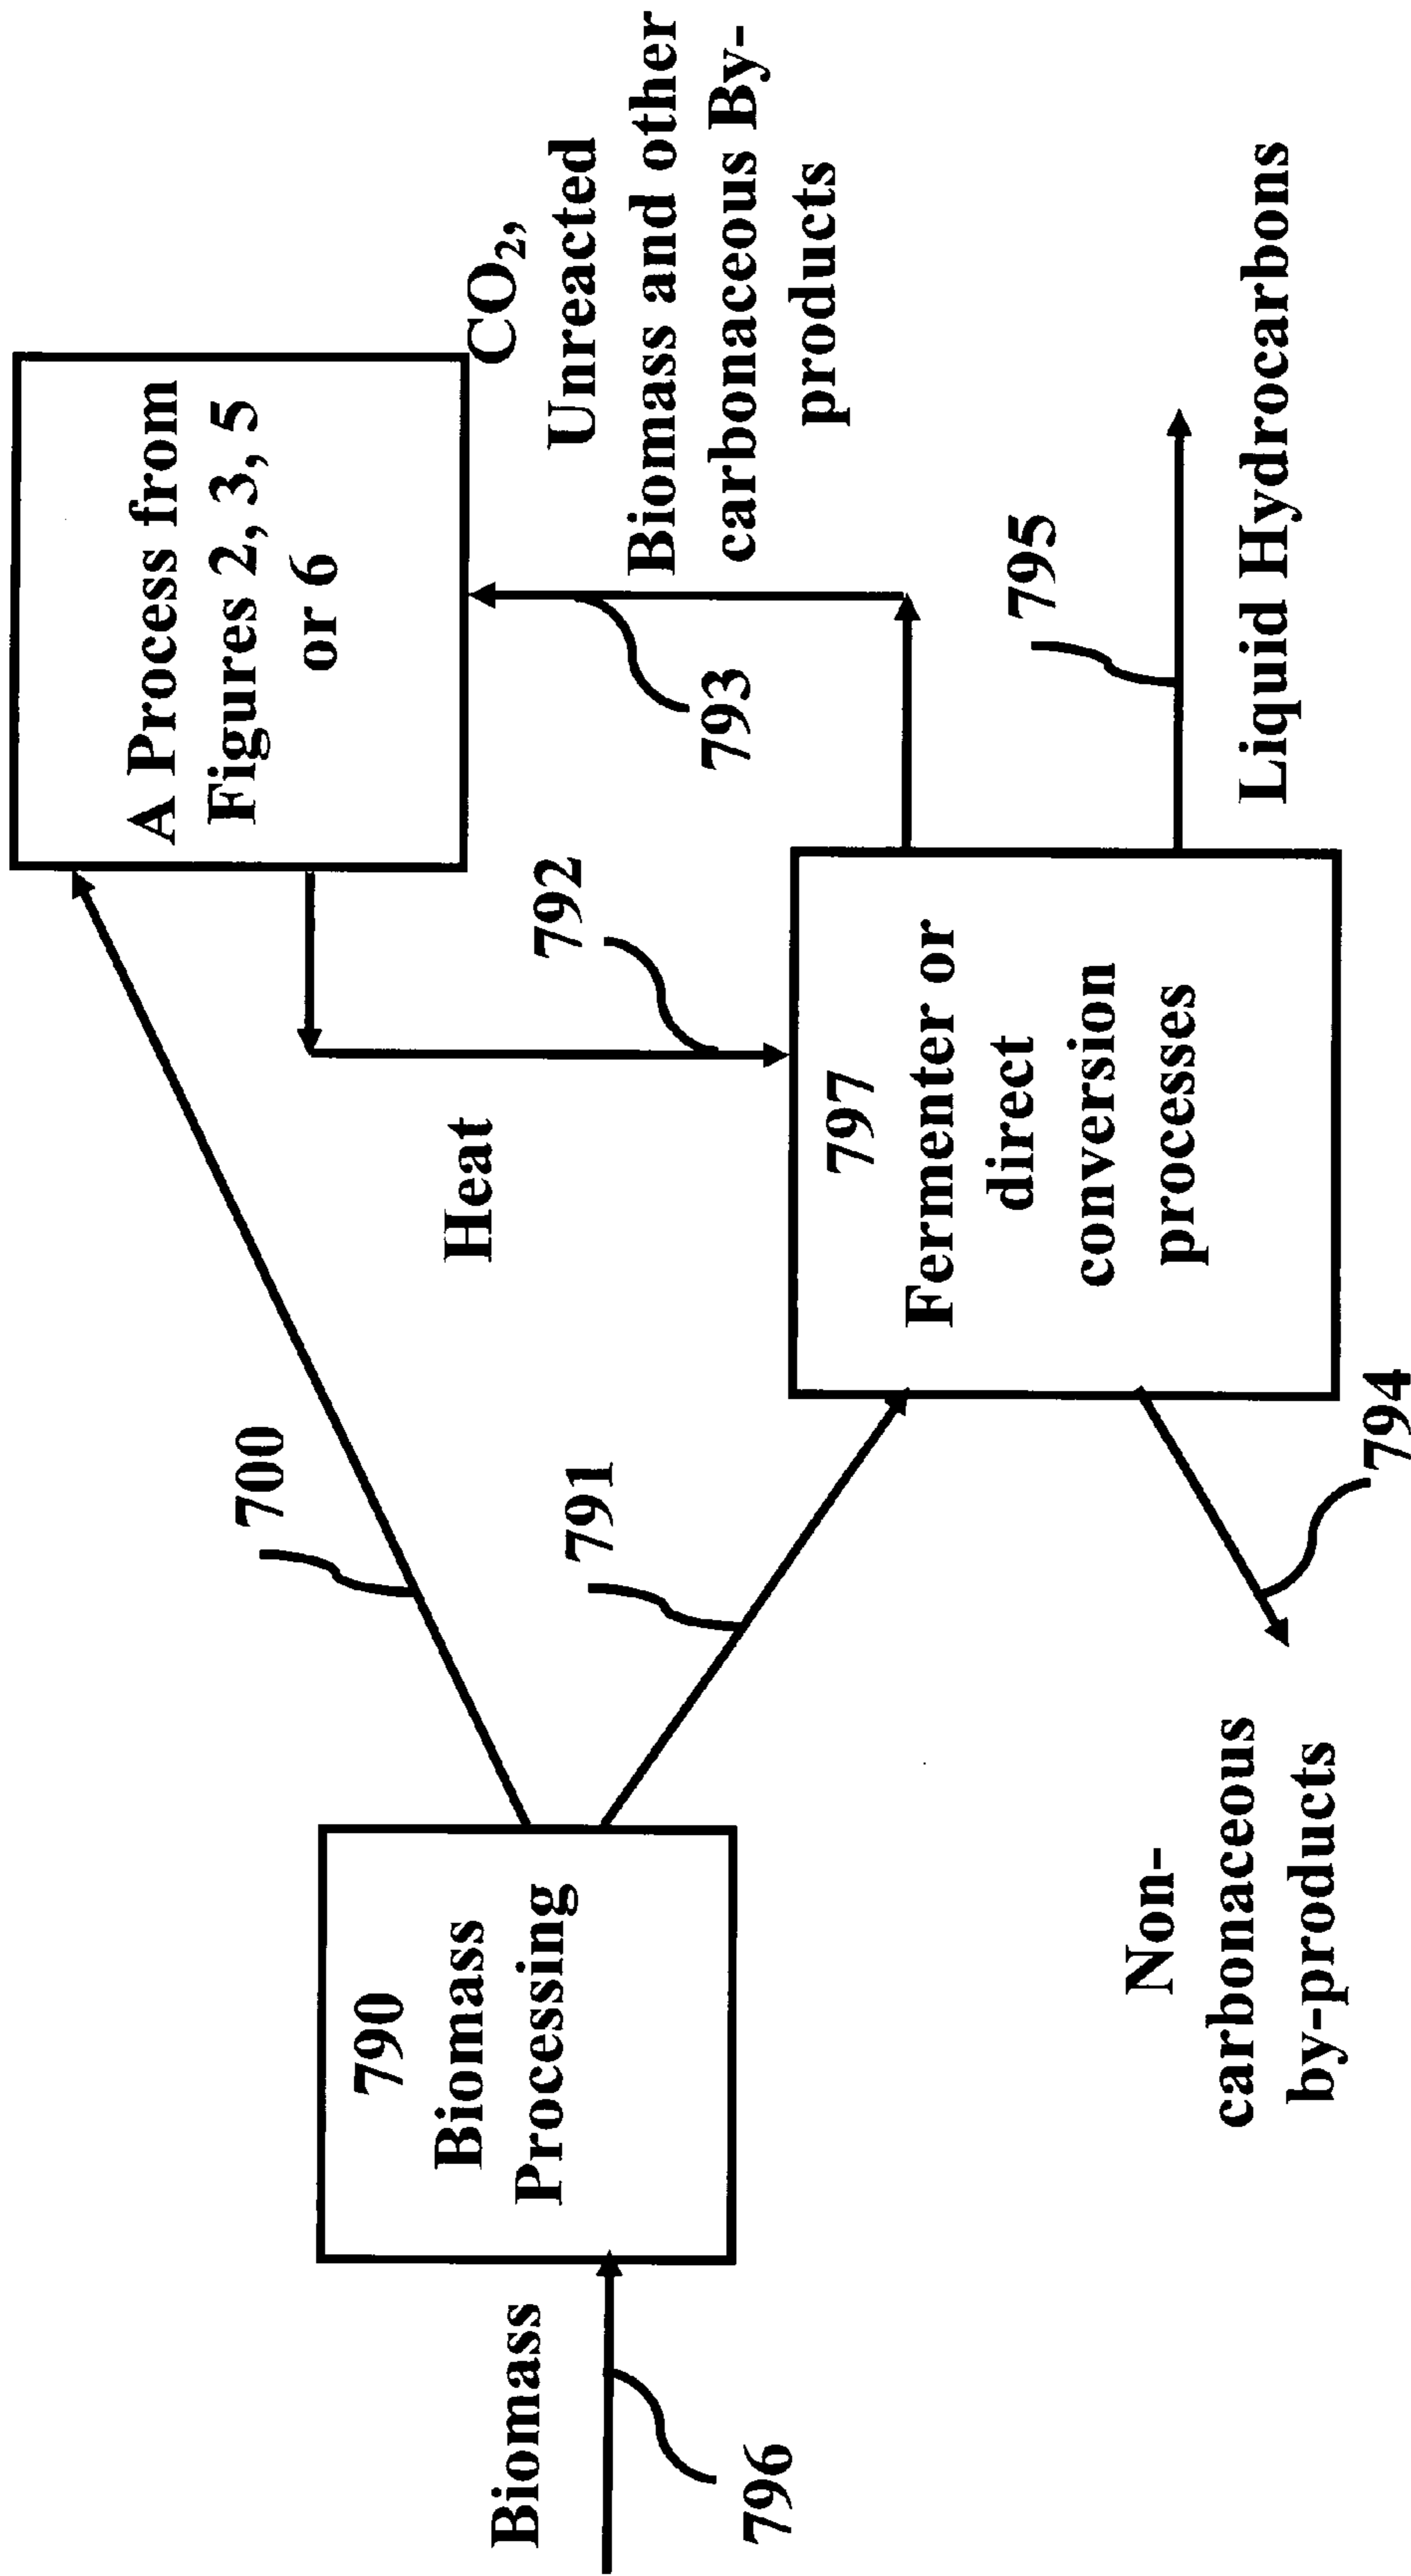 Biomass
796
790
Biomass
Processing
700
791
A Process from
Figures 2, 3, 5
or 6
Heat
792
793
CO₂,
Unreacted
Biomass and other
carbonaceous By-
products
797
Fermenter or
direct
conversion
processes
795
Liquid Hydrocarbons
794
Non-
carbonaceous
by-products